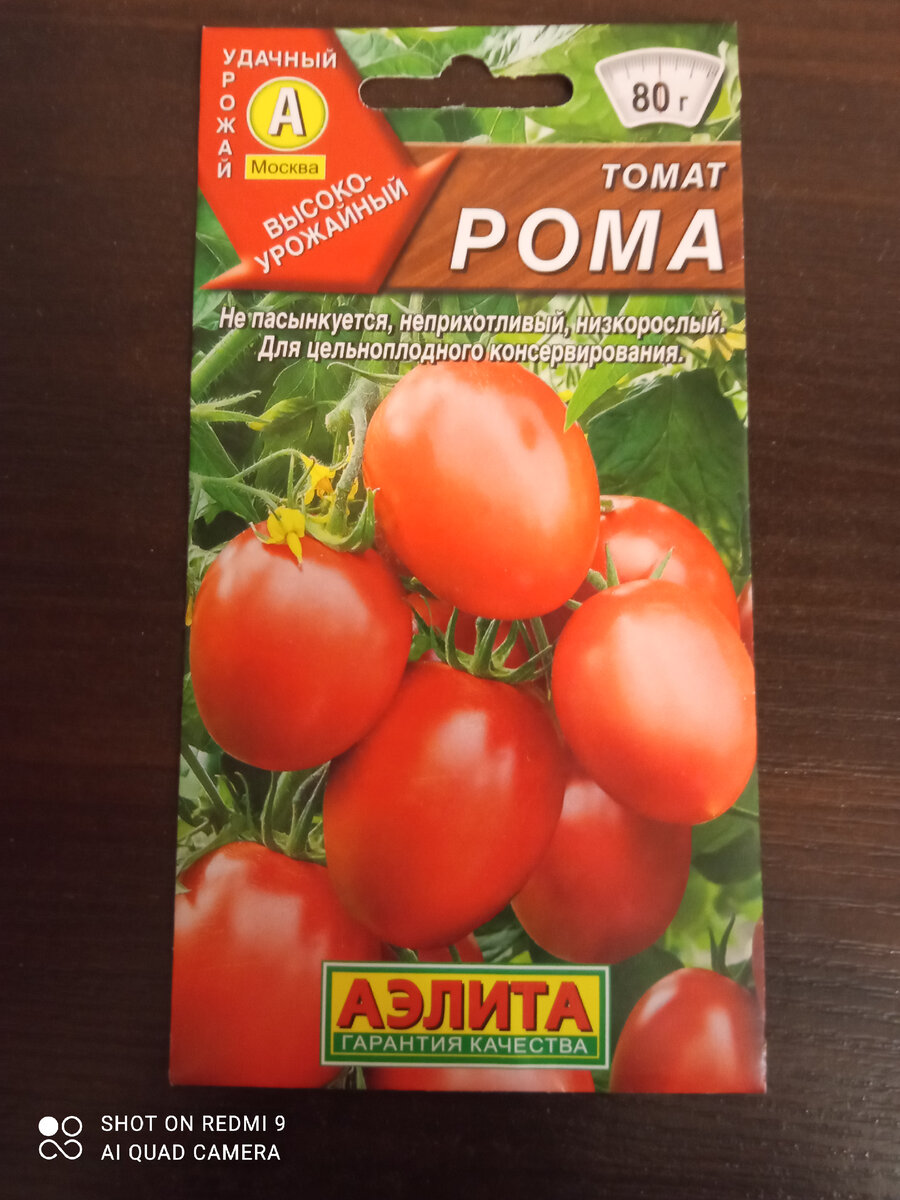 УДАЧНЫЙ
УРОЖАЙ
А
Москва
ВЫСОКО-
УРОЖАЙНЫЙ
80 г
ТОМАТ
РОМА
Не пасынкуется, неприхотливый, низкорослый.
Для цельноплодного консервирования.
АЭЛИТА
ГАРАНТИЯ КАЧЕСТВА
SHOT ON REDMI 9
AI QUAD CAMERA